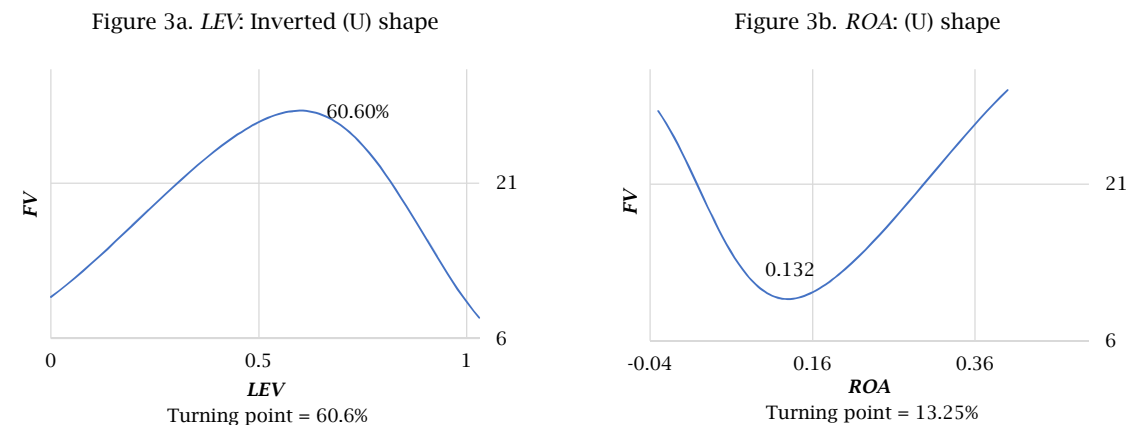 Figure 3a. LEV: Inverted (U) shape
60.60%
21
FV
6
0 0.5 1
LEV
Turning point = 60.6%
Figure 3b. ROA: (U) shape
21
FV
0.132
6
-0.04 0.16 0.36
ROA
Turning point = 13.25%